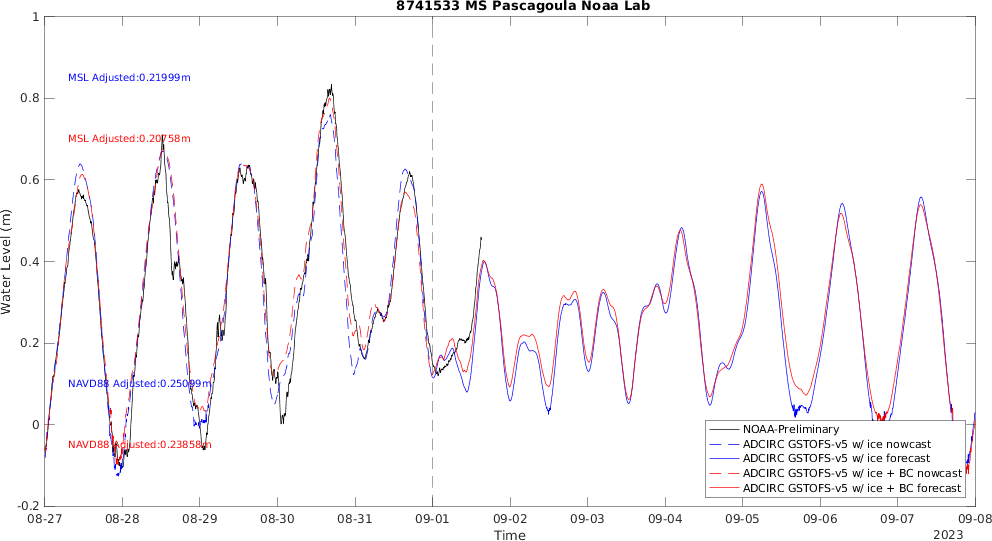 8741533 MS Pascagoula Noaa Lab
1
0.8
0.6
0.4
0.2
0
-0.2
Water Level (m)
MSL Adjusted:0.21999m
MSL Adjusted:0.20758m
NAVD88 Adjusted:0.25099m
NAVD88 Adjusted:0.23858m
NOAA-Preliminary
ADCIRC GSTOFS-v5 w/ ice nowcast
ADCIRC GSTOFS-v5 w/ ice forecast
ADCIRC GSTOFS-v5 w/ ice + BC nowcast
ADCIRC GSTOFS-v5 w/ ice + BC forecast
08-27 08-28 08-29 08-30 08-31 09-01 09-02 09-03 09-04 09-05 09-06 09-07 09-08
Time
2023